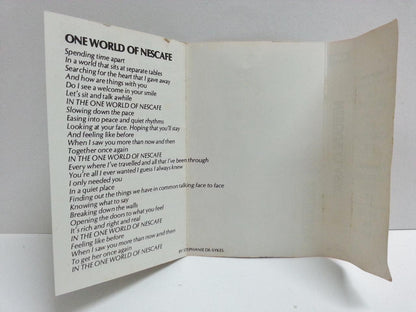 ONE WORLD OF NESCAFE
Spending time apart
In a world that sits at separate tables
Searching for the heart that I gave away
And how are things with you
Do I see a welcome in your smile
Let's sit and talk awhile
IN THE ONE WORLD OF NESCAFE
Slowing down the pace
Easing into peace and quiet rhythms
Looking at your face. Hoping that you'll stay
And feeling like before
When I saw you more than now and then
Together once again
IN THE ONE WORLD OF NESCAFE
Every where I've travelled and all that I've been through
You're all I ever wanted I guess I always knew
I only needed you
In a quiet place
Finding out the things we have in common talking face to face
Knowing what to say
Breaking down the walls
Opening the doors to what you feel
It's rich and right and real
IN THE ONE WORLD OF NESCAFE
Feeling like before
When I saw you more than now and then
To get her once again
IN THE ONE WORLD OF NESCAFE
BY STEPHANIE DE-SYKES